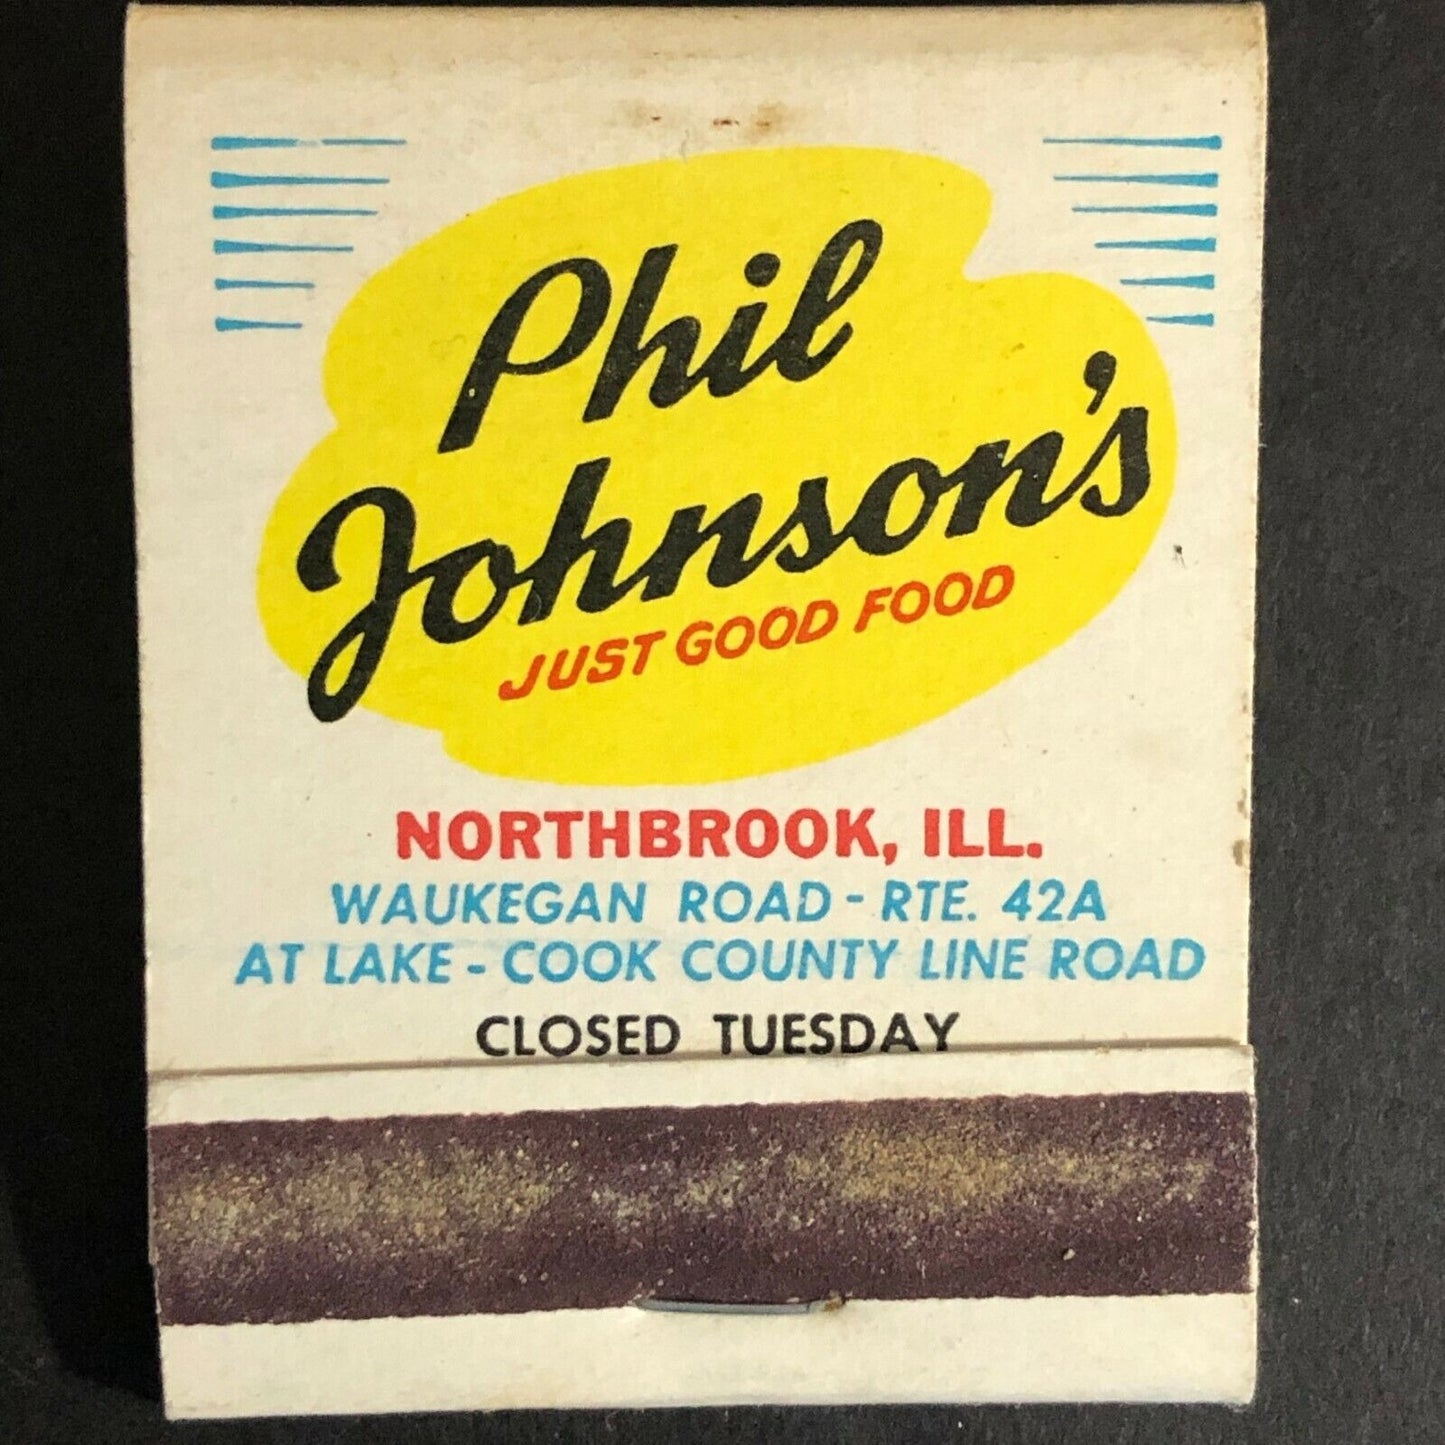 Phil
Johnson's
JUST GOOD FOOD
NORTHBROOK, ILL.
WAUKEGAN ROAD - RTE. 42A
AT LAKE - COOK COUNTY LINE ROAD
CLOSED TUESDAY